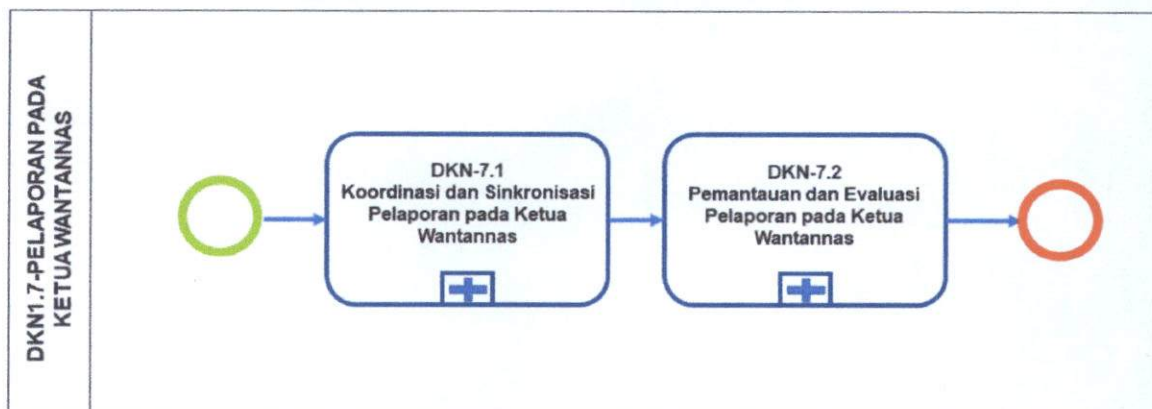 DKN1.7-PELAPORAN PADA
KETUA WANTANNAS
DKN-7.1
Koordinasi dan Sinkronisasi
Pelaporan pada Ketua
Wantannas
DKN-7.2
Pemantauan dan Evaluasi
Pelaporan pada Ketua
Wantannas